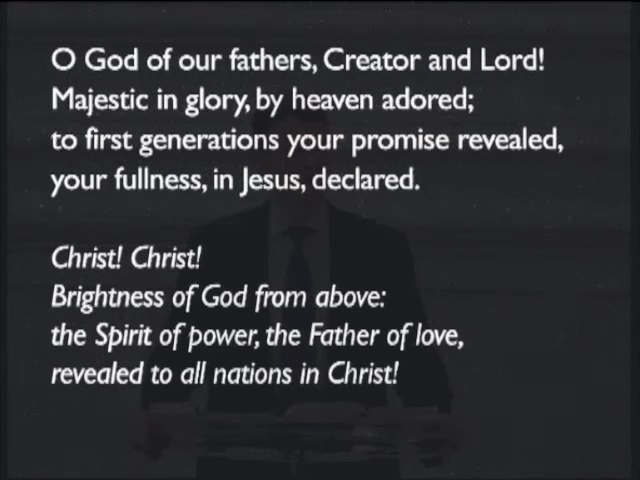 O God of our fathers, Creator and Lord!
Majestic in glory, by heaven adored;
to first generations your promise revealed,
your fullness, in Jesus, declared.
Christ! Christ!
Brightness of God from above:
the Spirit of power, the Father of love,
revealed to all nations in Christ!